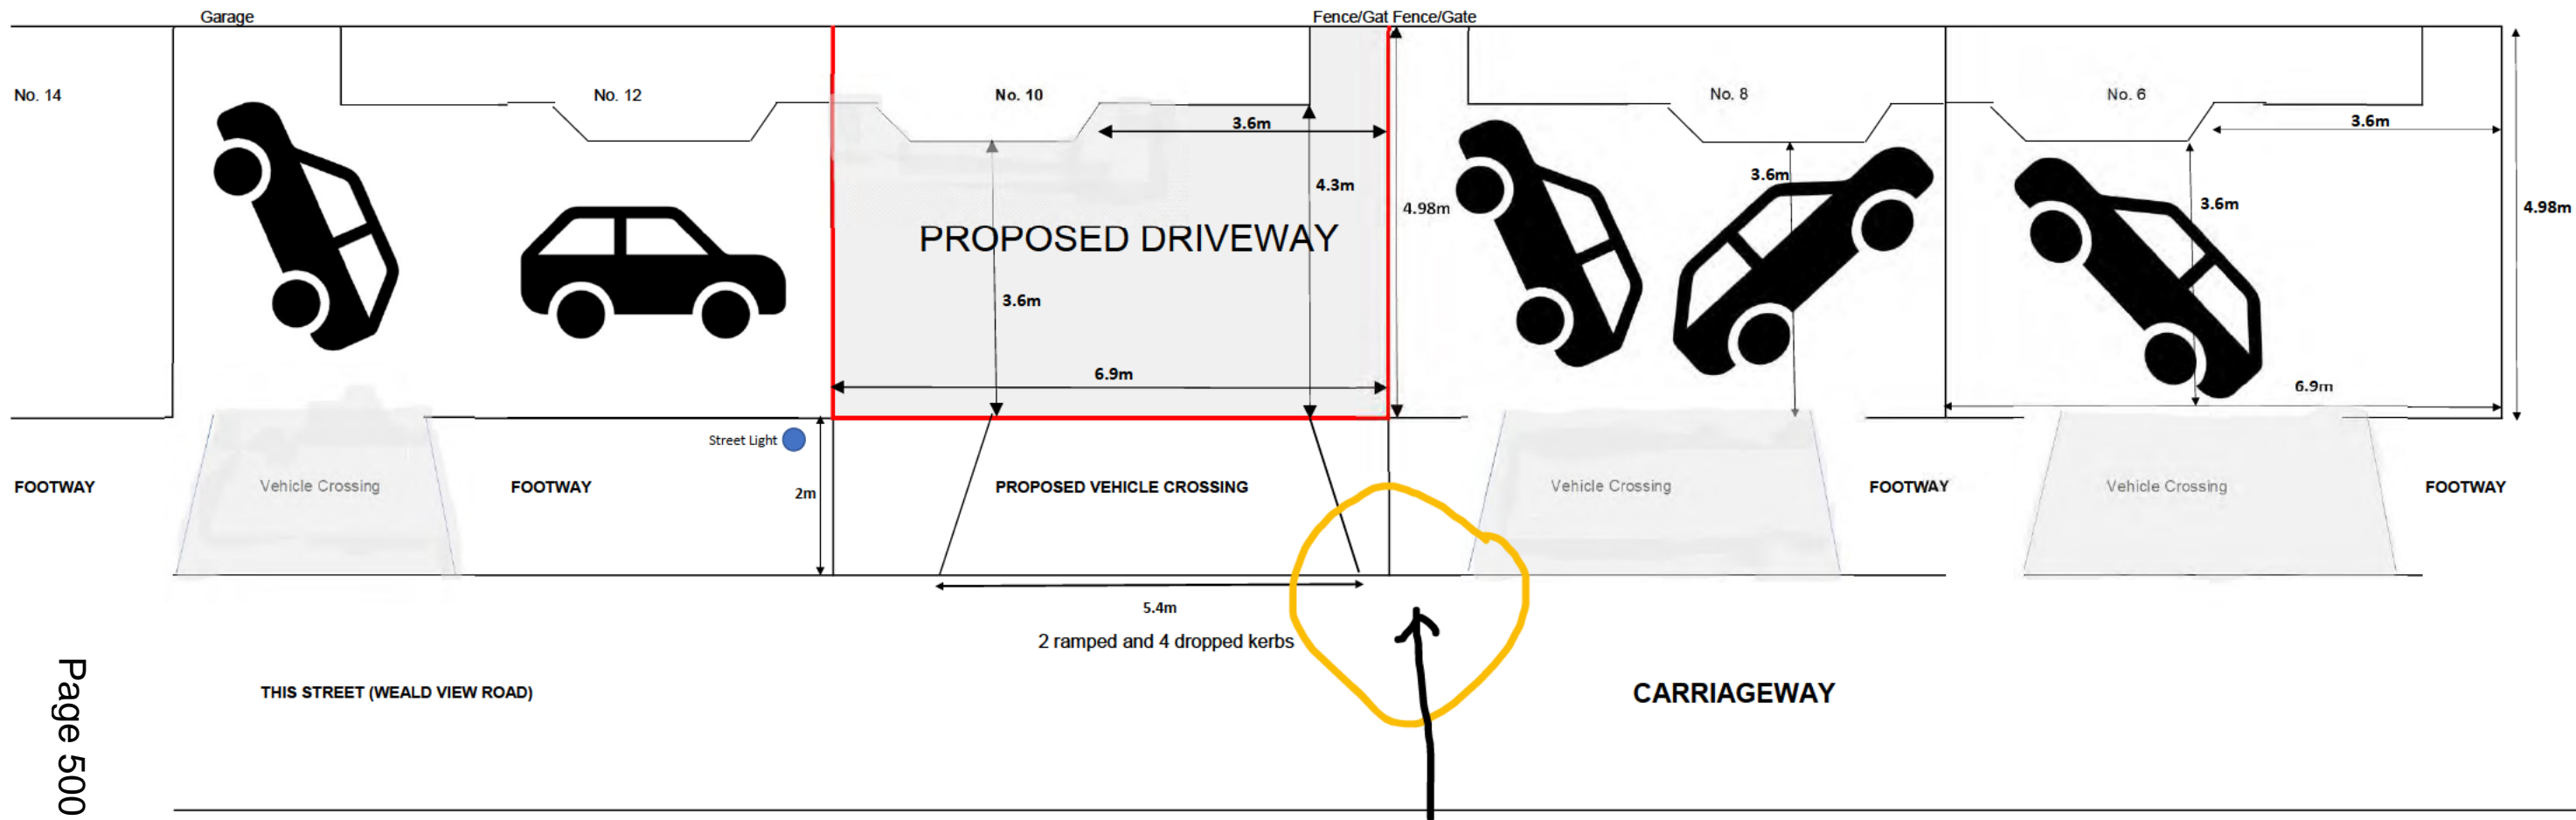 Garage
Fence/Gat Fence/Gate
No. 14
No. 12
No. 10
No. 8
No. 6
3.6m
3.6m
4.3m
3.6m
4.98m
3.6m
4.98m
PROPOSED DRIVEWAY
3.6m
6.9m
6.9m
Street Light
FOOTWAY
Vehicle Crossing
FOOTWAY
2m
PROPOSED VEHICLE CROSSING
Vehicle Crossing
FOOTWAY
Vehicle Crossing
FOOTWAY
5.4m
2 ramped and 4 dropped kerbs
THIS STREET (WEALD VIEW ROAD)
CARRIAGEWAY
Page 500